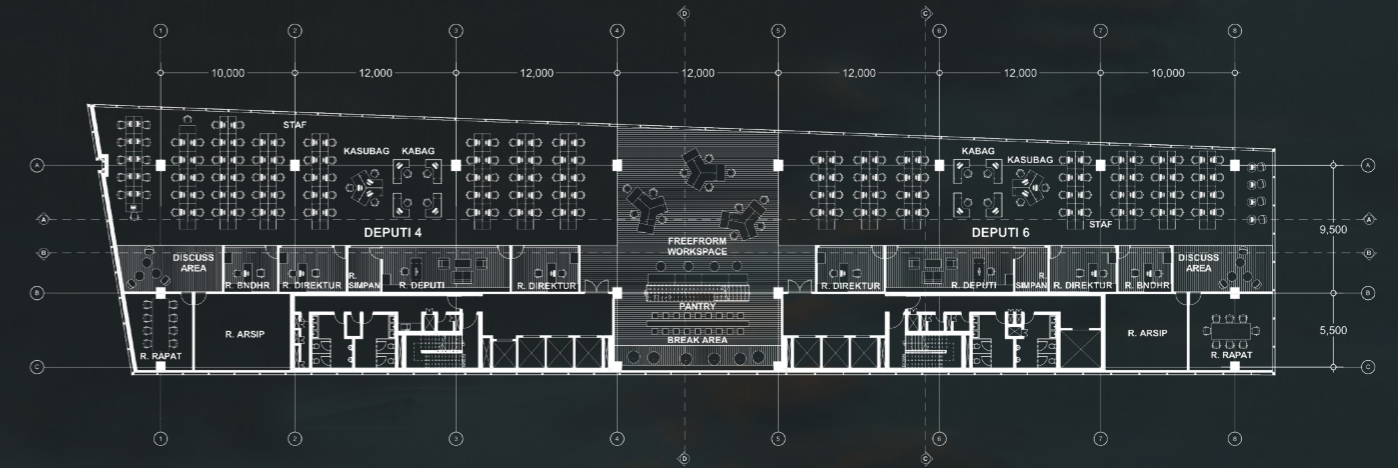 D C
1 2 3 4 5 6 7 8
10,000 12,000 12,000 12,000 12,000 12,000 10,000
STAF
KASUBAG KABAG
KABAG
KASUBAG
A A
A A
STAF
DEPUTI 4 DEPUTI 6
9,500
FREEFRORM
WORKSPACE
B B
DISCUSS
AREA
DISCUSS
AREA
R. BNDHR R. DIREKTUR R.
SIMPAN R. DEPUTI R. DIREKTUR
R. DIREKTUR R. DEPUTI R.
SIMPAN R. DIREKTUR R. BNDHR
B B
PANTRY
5,500
R. ARSIP R. ARSIP
BREAK AREA
R. RAPAT R. RAPAT
C C
1 2 3 4 5 6 7 8
D C